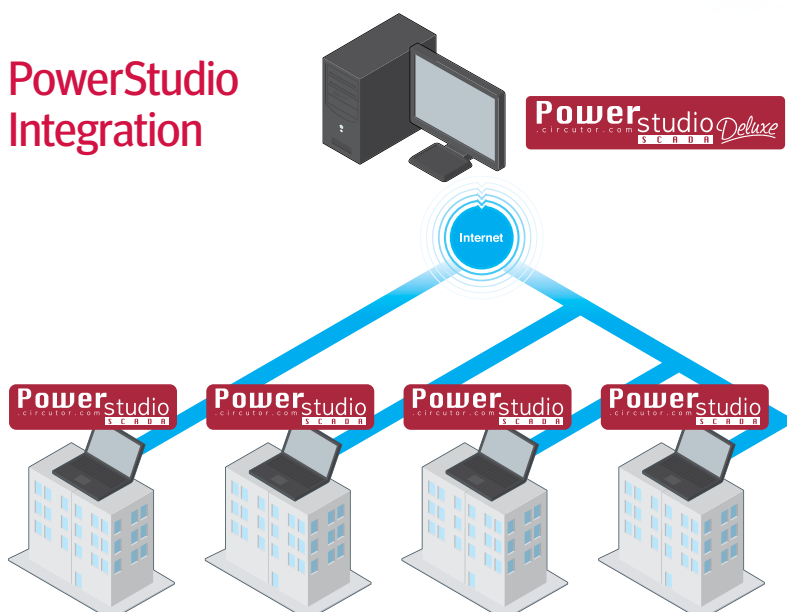 PowerStudio
Integration
Power studio Deluxe
.circutor.com SCADA
Internet
Power studio
.circutor.com SCADA
Power studio
.circutor.com SCADA
Power studio
.circutor.com SCADA
Power studio
.circutor.com SCADA